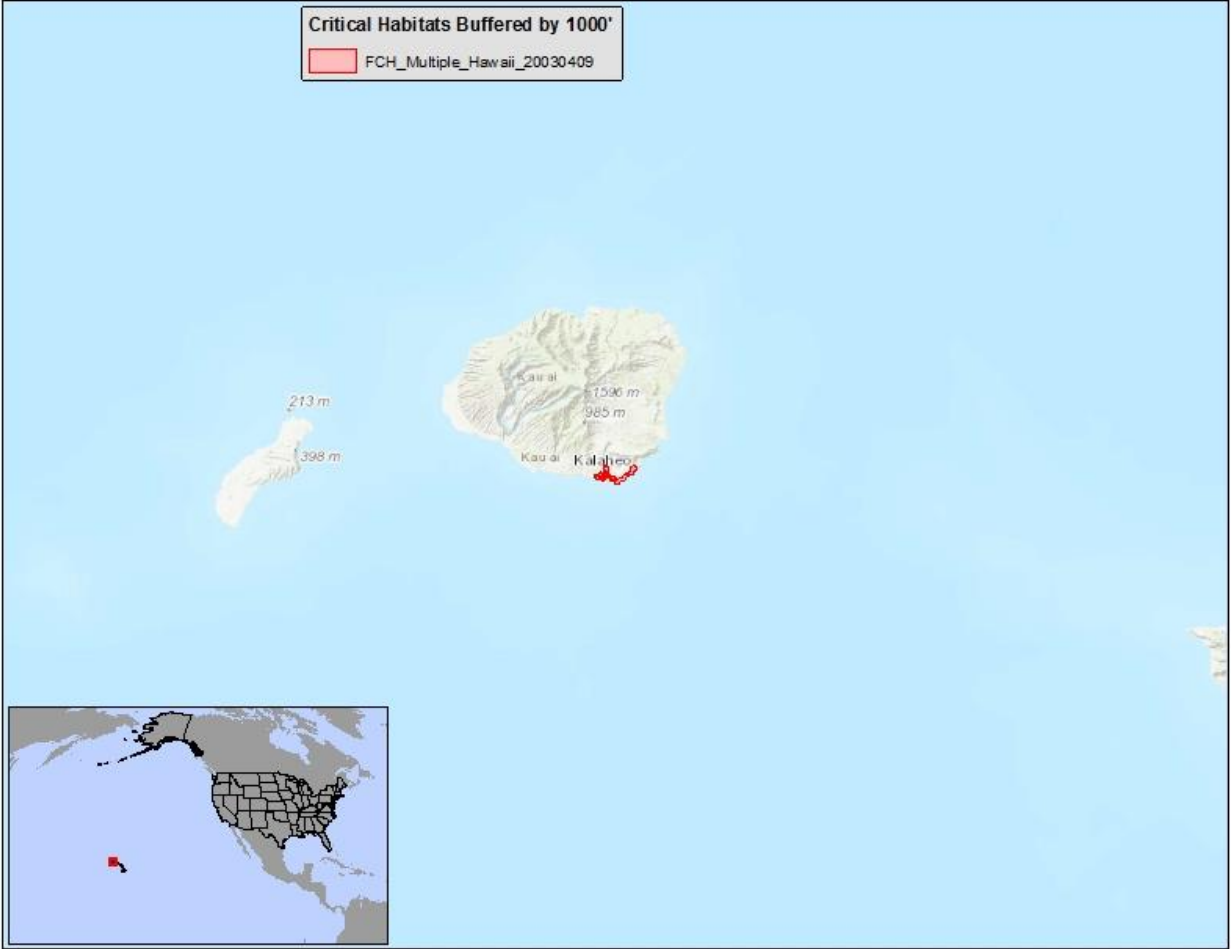 Critical Habitats Buffered by 1000'
FCH_Multiple_Hawaii_20030409
Kauai
1596 m
213 m
985 m
398 m
Kauai
Kalaheo